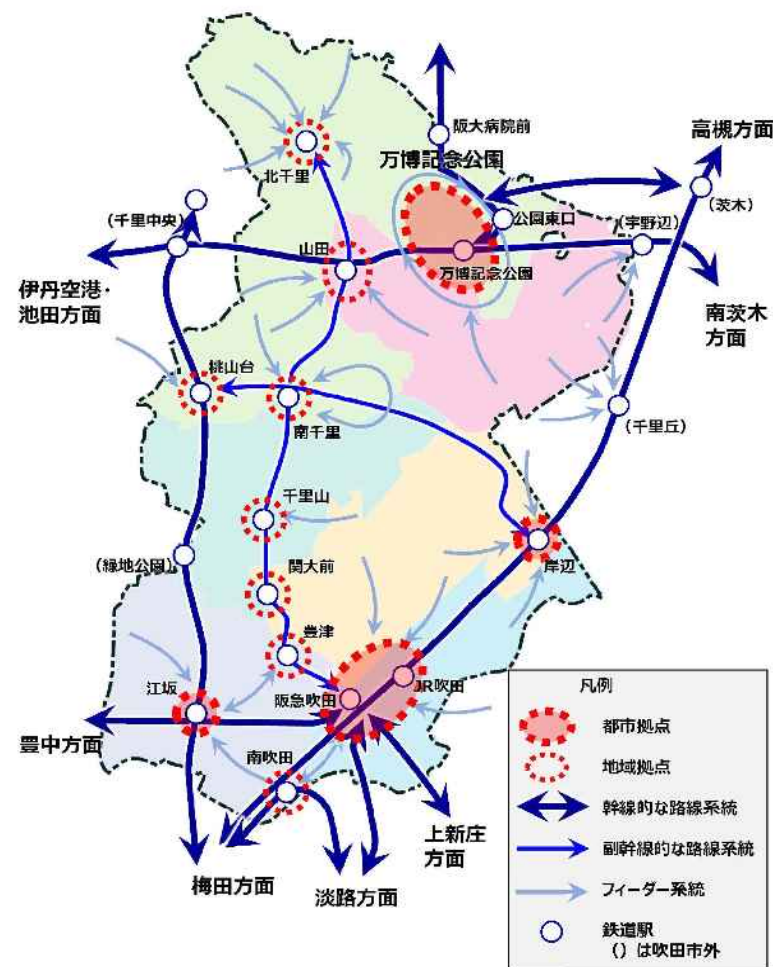 阪大病院前
高槻方面
万博記念公園
北千里
(千里中央)
公園東口
(宇野辺)
(茨木)
山田
万博記念公園
伊丹空港・
池田方面
南茨木
方面
桃山台
南千里
(千里丘)
千里山
(緑地公園)
関大前
岸辺
豊津
江坂
阪急吹田
JR吹田
豊中方面
南吹田
上新庄
方面
梅田方面
淡路方面
凡例
都市拠点
地域拠点
幹線的な路線系統
副幹線的な路線系統
フィーダー系統
鉄道駅
()は吹田市外